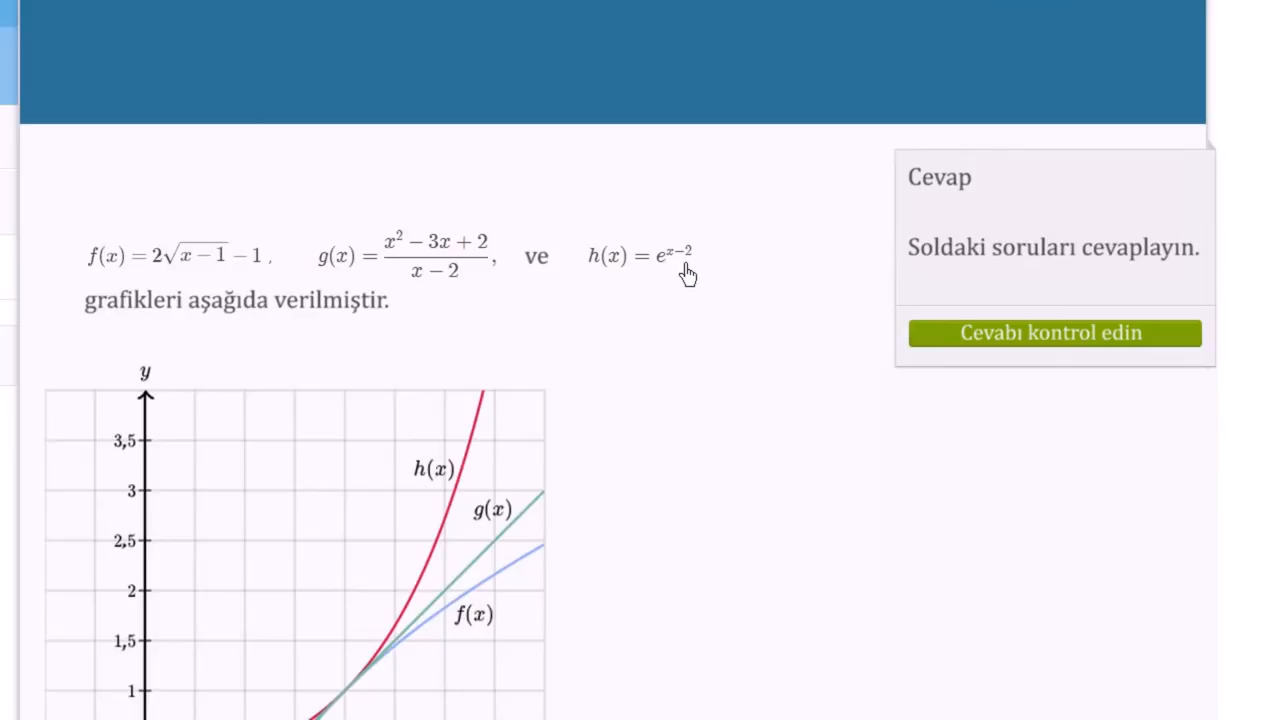 Cevap
Soldaki soruları cevaplayın.
Cevabı kontrol edin
f(x) = 2√(x − 1) − 1 , g(x) = (x² − 3x + 2)/(x − 2), ve h(x) = e^(x−2)
grafikleri aşağıda verilmiştir.
y
3,5
h(x)
3
g(x)
2,5
2
f(x)
1,5
1